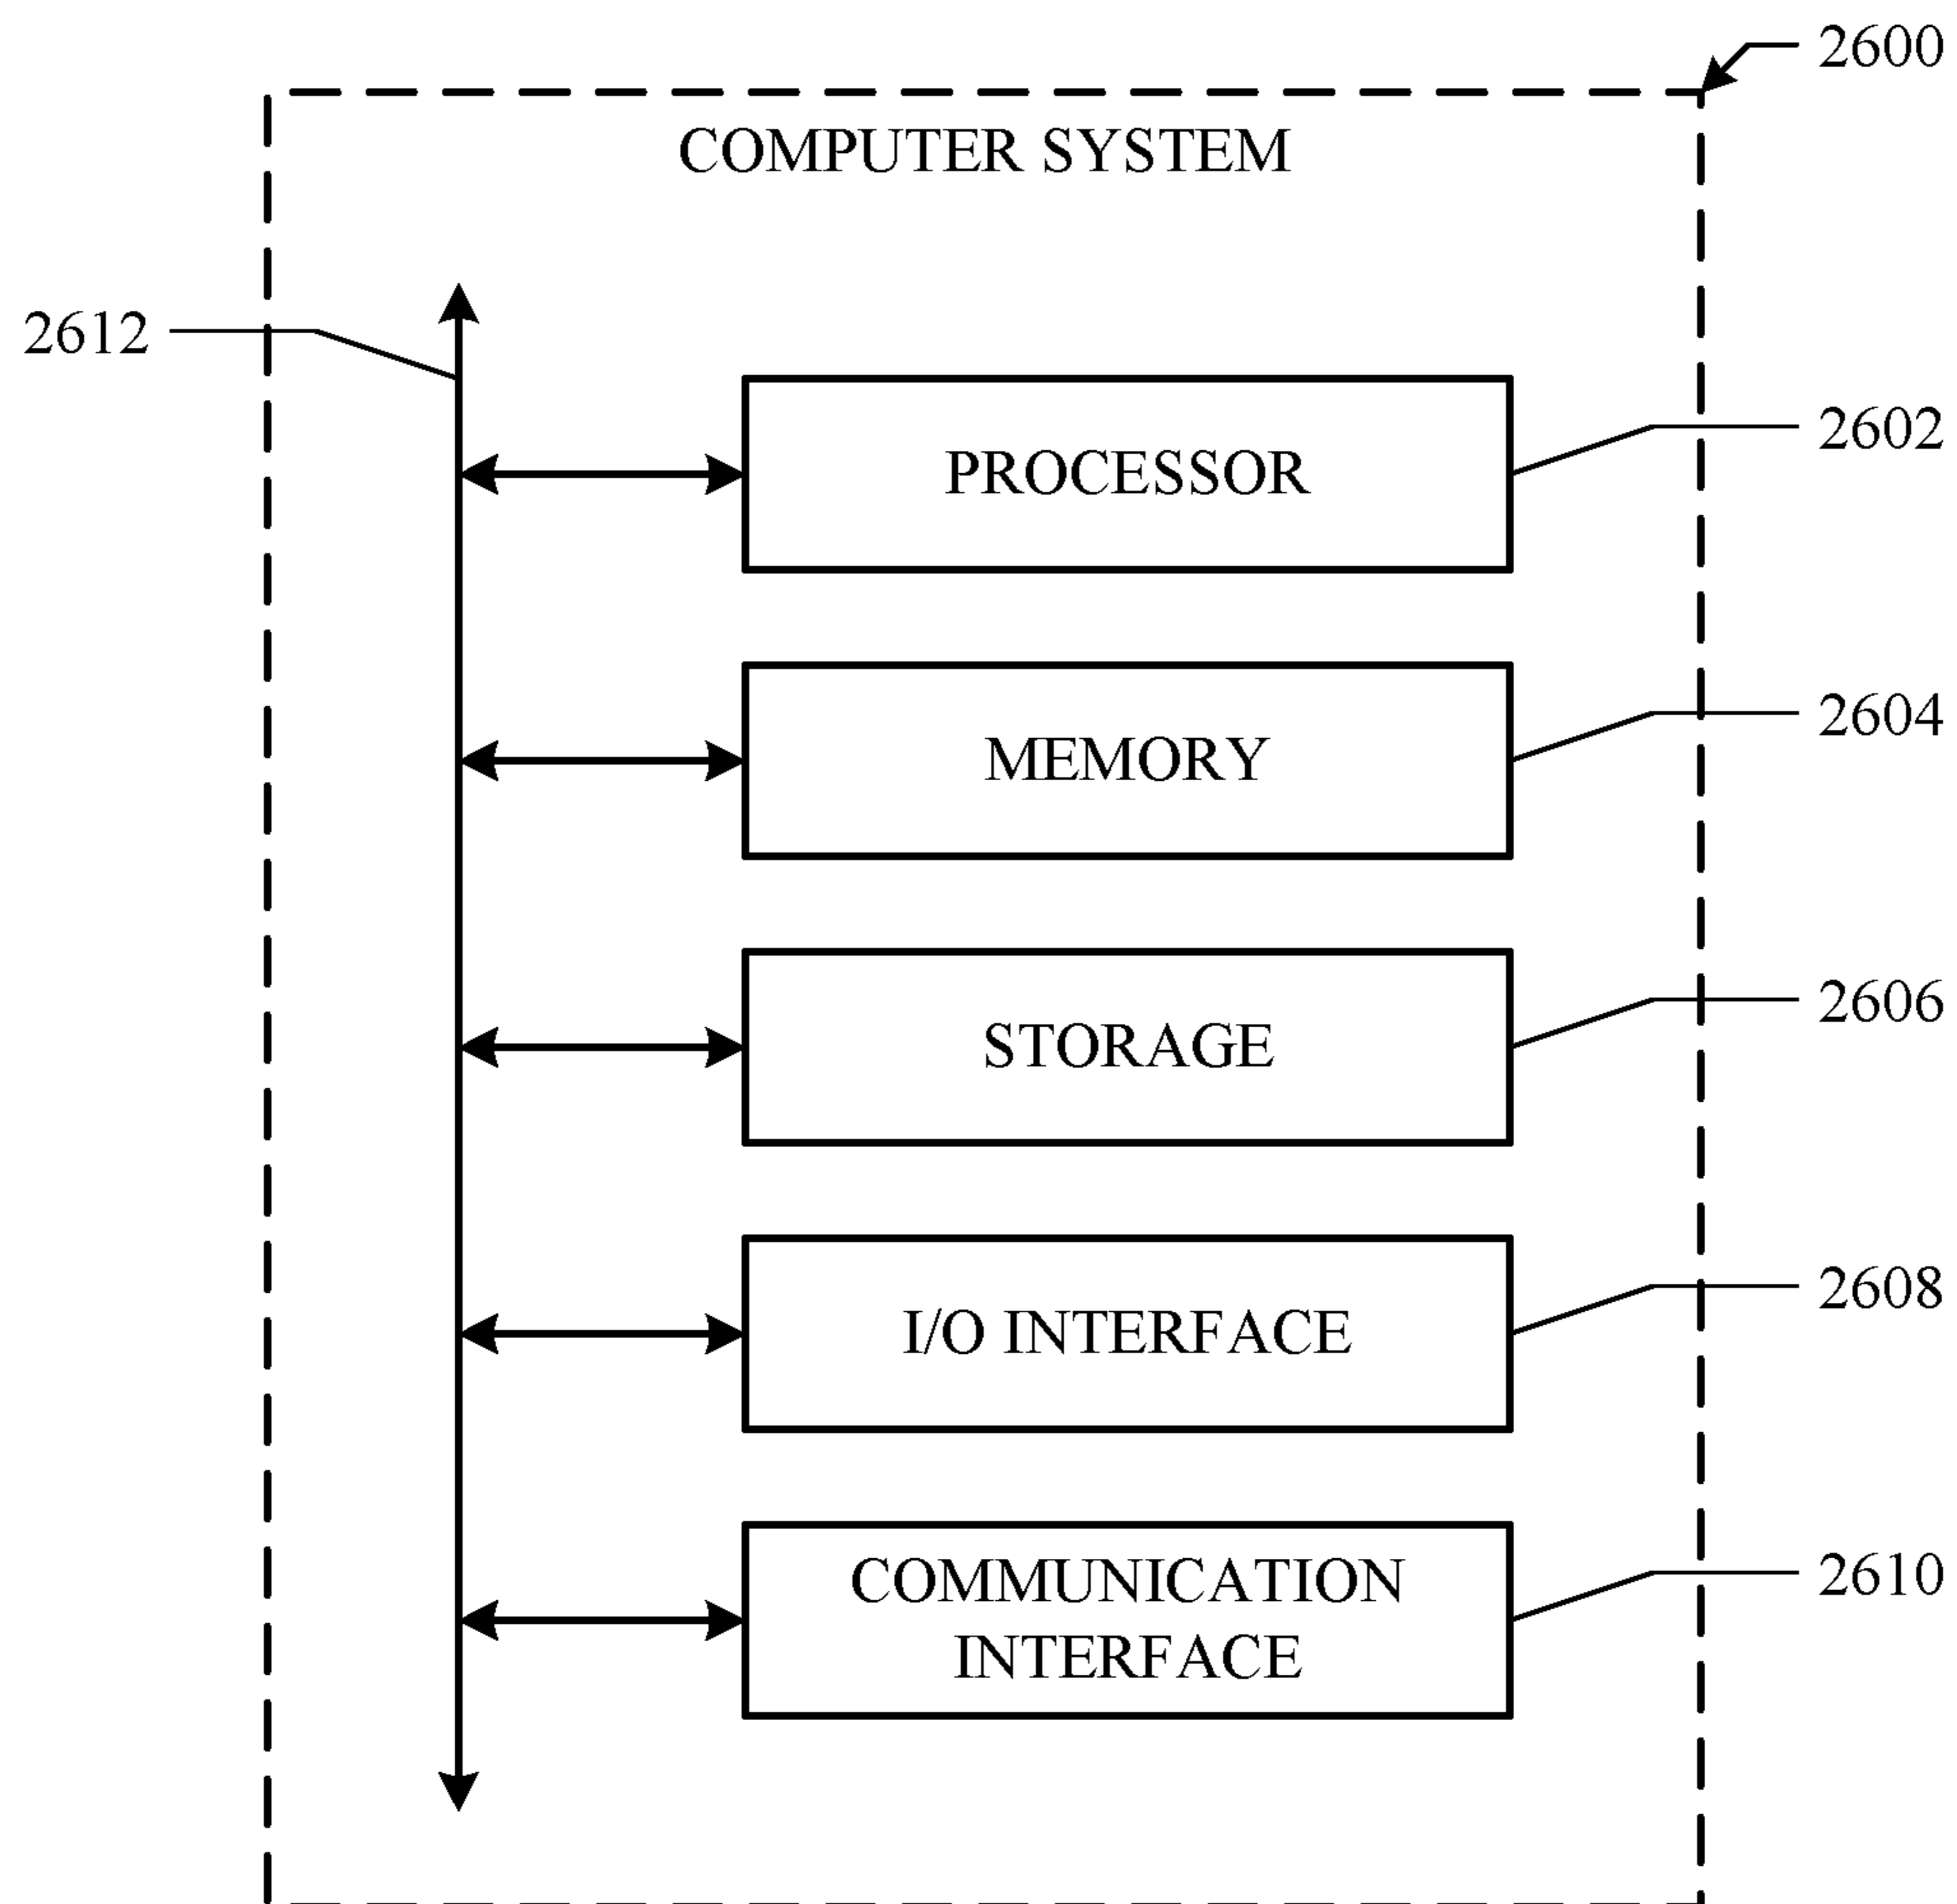 2600
COMPUTER SYSTEM
2612
PROCESSOR
2602
MEMORY
2604
STORAGE
2606
I/O INTERFACE
2608
COMMUNICATION
INTERFACE
2610